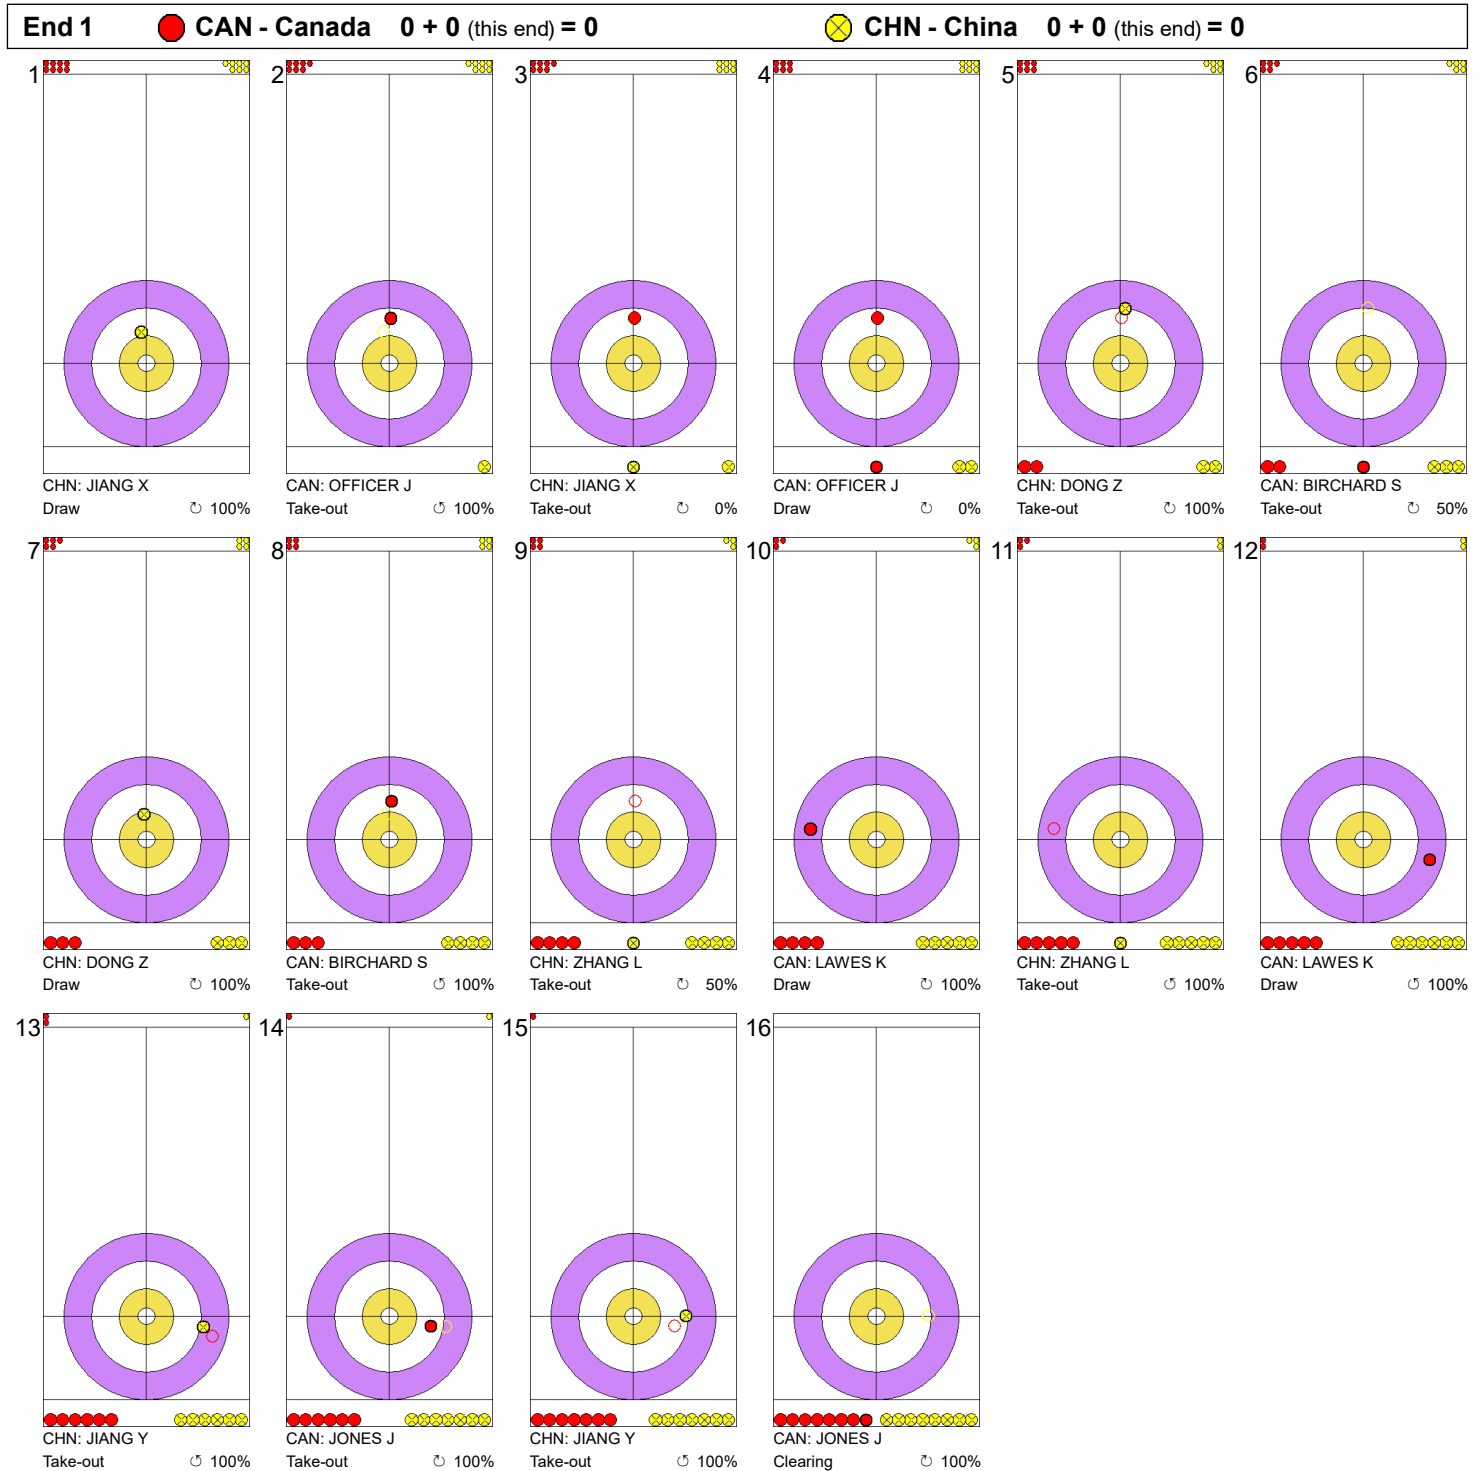 End 1 CAN - Canada 0 + 0 (this end) = 0 CHN - China 0 + 0 (this end) = 0
1 2 3 4 5 6
CHN: JIANG X CAN: OFFICER J CHN: JIANG X CAN: OFFICER J CHN: DONG Z CAN: BIRCHARD S
Draw ↻ 100% Take-out ↺ 100% Take-out ↻ 0% Draw ↻ 0% Take-out ↻ 100% Take-out ↻ 50%
7 8 9 10 11 12
CHN: DONG Z CAN: BIRCHARD S CHN: ZHANG L CAN: LAWES K CHN: ZHANG L CAN: LAWES K
Draw ↻ 100% Take-out ↻ 100% Take-out ↻ 50% Draw ↻ 100% Take-out ↻ 100% Draw ↺ 100%
13 14 15 16
CHN: JIANG Y CAN: JONES J CHN: JIANG Y CAN: JONES J
Take-out ↺ 100% Take-out ↺ 100% Take-out ↺ 100% Clearing ↻ 100%